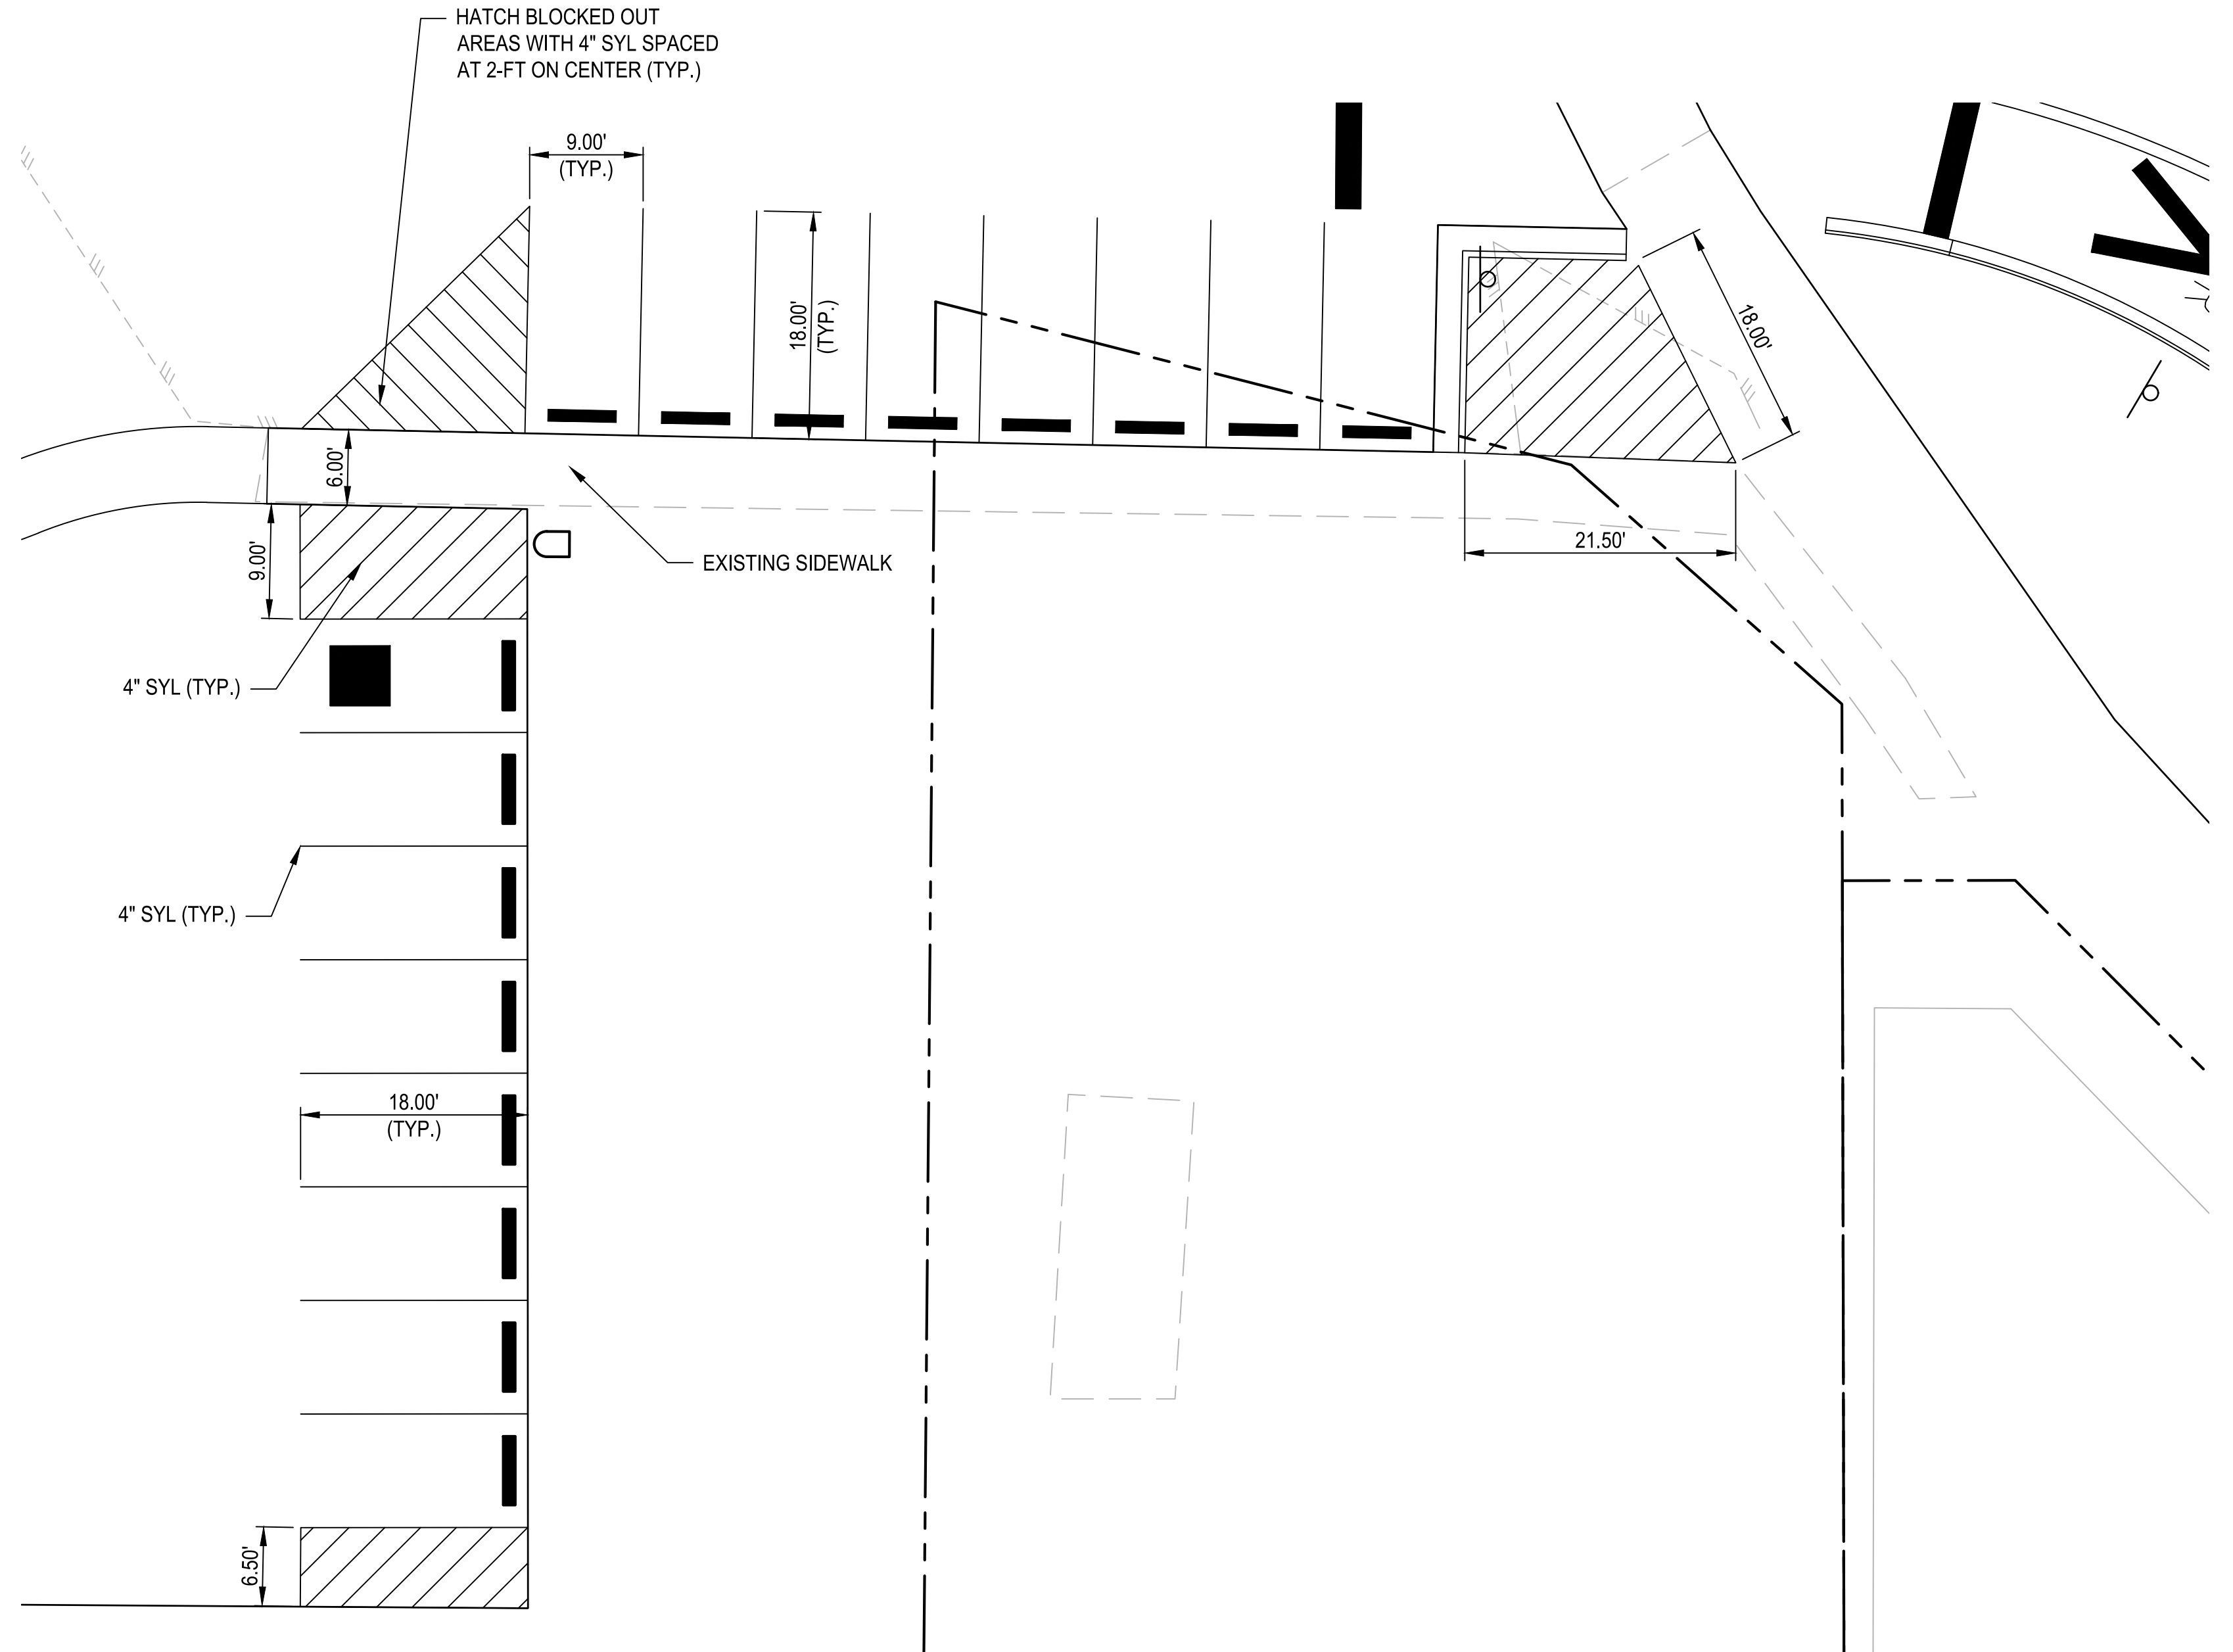 HATCH BLOCKED OUT
AREAS WITH 4" SYL SPACED
AT 2-FT ON CENTER (TYP.)
9.00'
(TYP.)
18.00'
(TYP.)
18.00'
6.00'
9.00'
EXISTING SIDEWALK
21.50'
4" SYL (TYP.)
4" SYL (TYP.)
18.00'
(TYP.)
6.50'